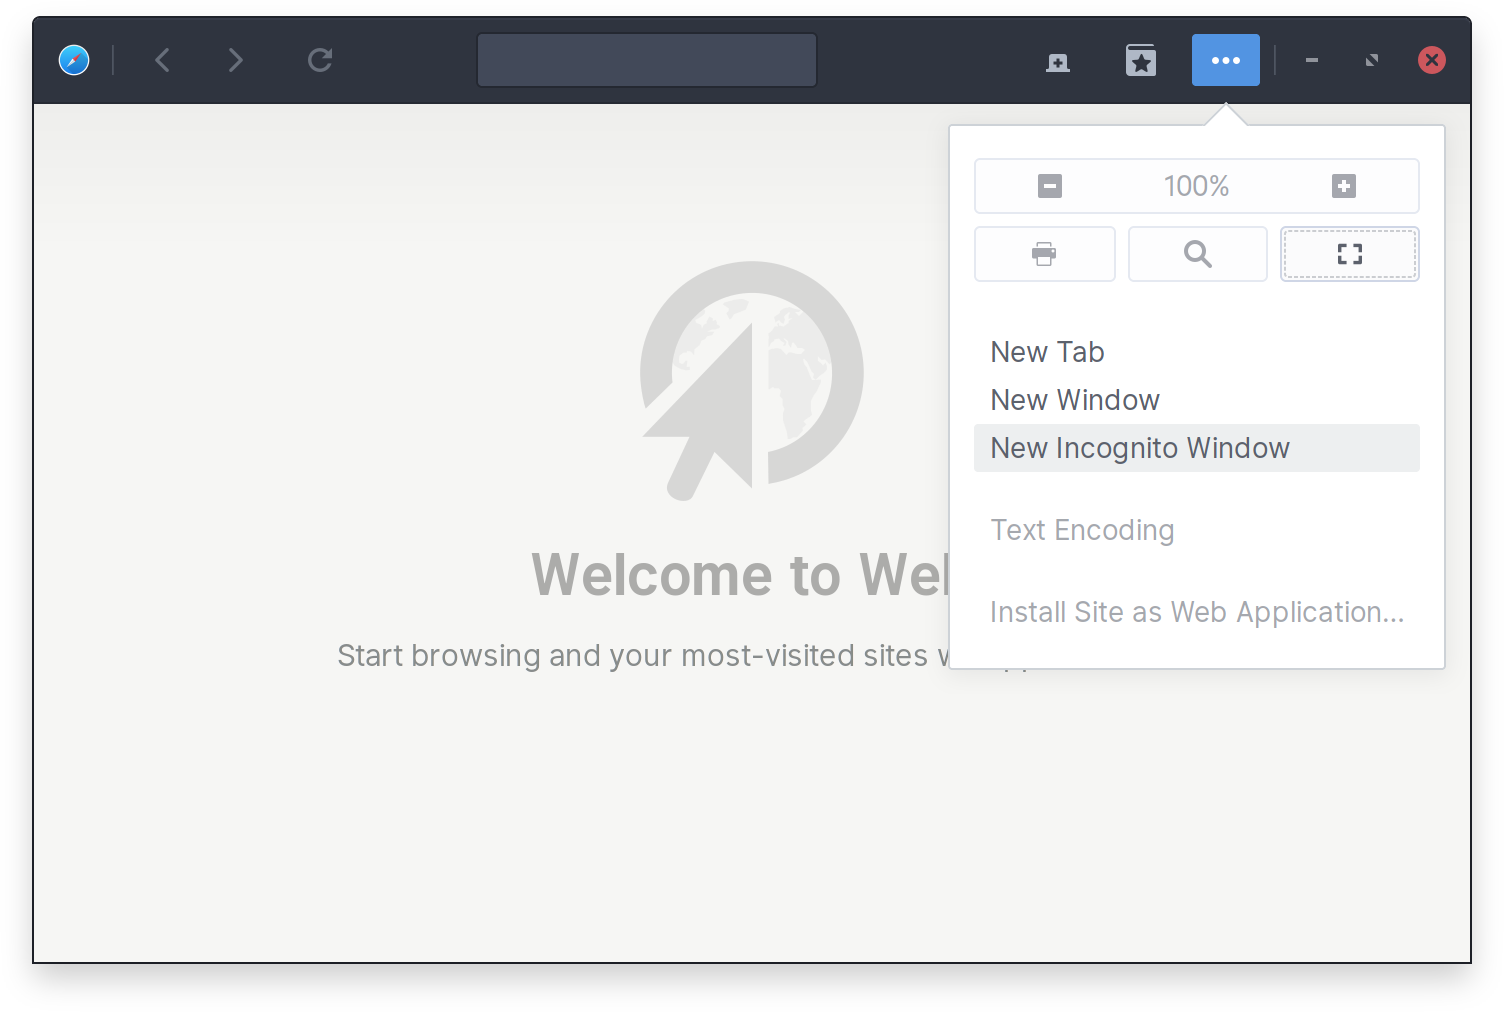 100%
New Tab
New Window
New Incognito Window
Text Encoding
Install Site as Web Application...
Welcome to
Start browsing and your most-visited sites